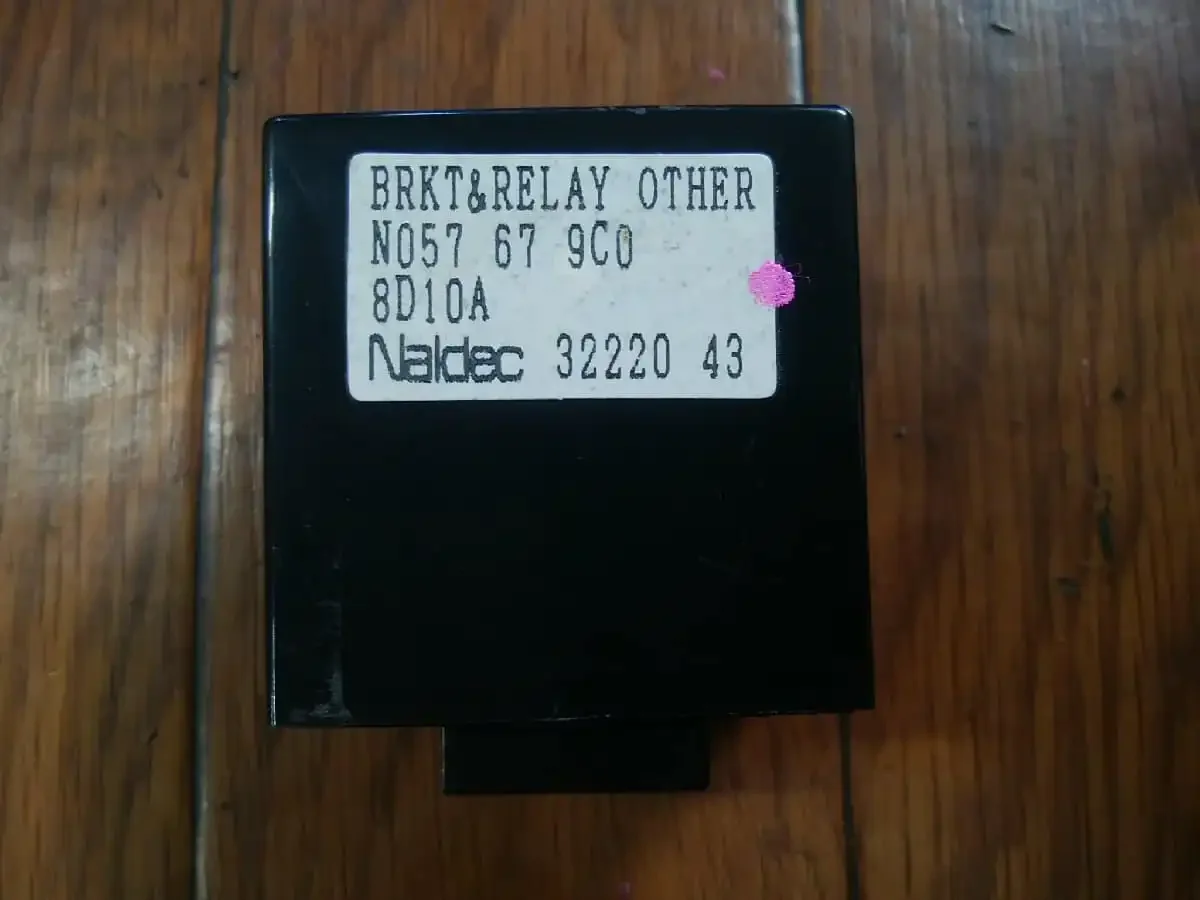 BRKT&RELAY OTHER
N057 67 9C0
8D10A
Naldec 32220 43